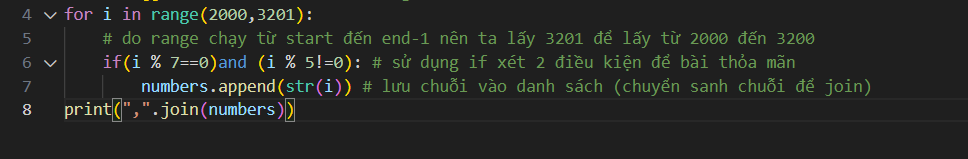 4 for i in range(2000,3201):
5 # do range chạy từ start đến end-1 nên ta lấy 3201 để lấy từ 2000 đến 3200
6 if(i % 7==0)and (i % 5!=0): # sử dụng if xét 2 điều kiện để bài thỏa mãn
7 numbers.append(str(i)) # lưu chuỗi vào danh sách (chuyển sanh chuỗi để join)
8 print(",".join(numbers))